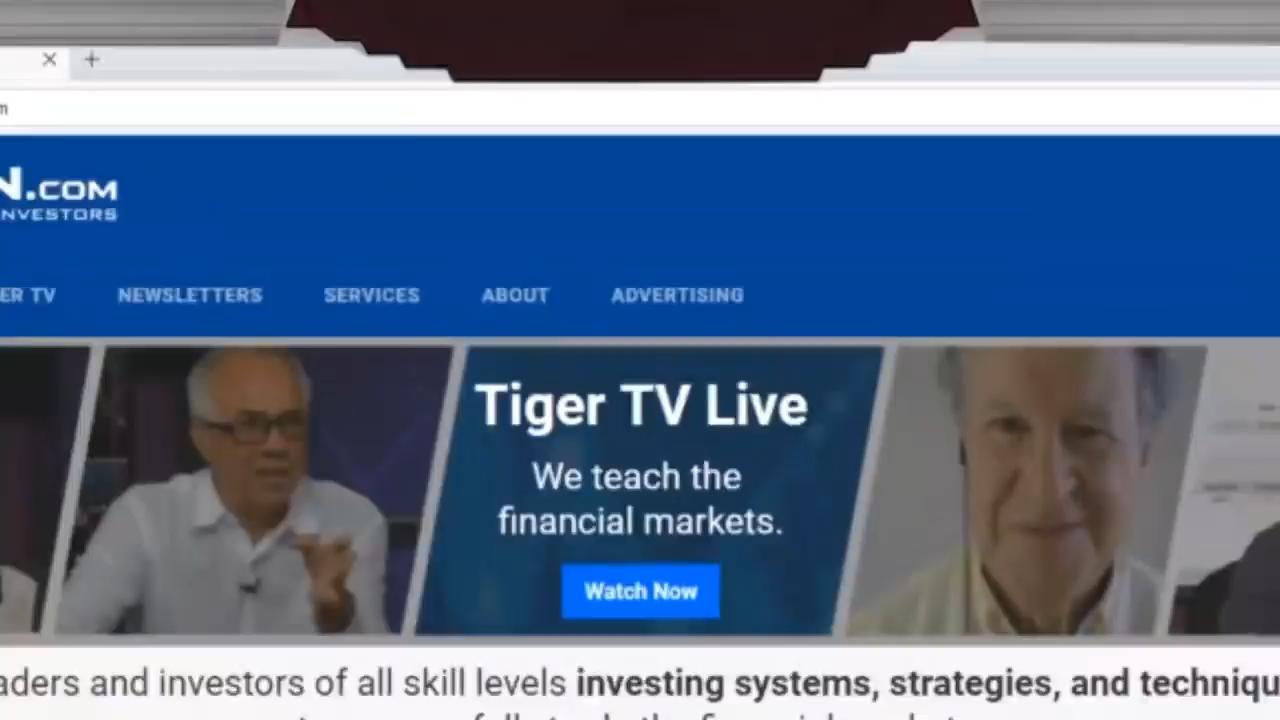 m
N.COM
INVESTORS
ER TV NEWSLETTERS SERVICES ABOUT ADVERTISING
Tiger TV Live
We teach the
financial markets.
Watch Now
aders and investors of all skill levels investing systems, strategies, and techniqu